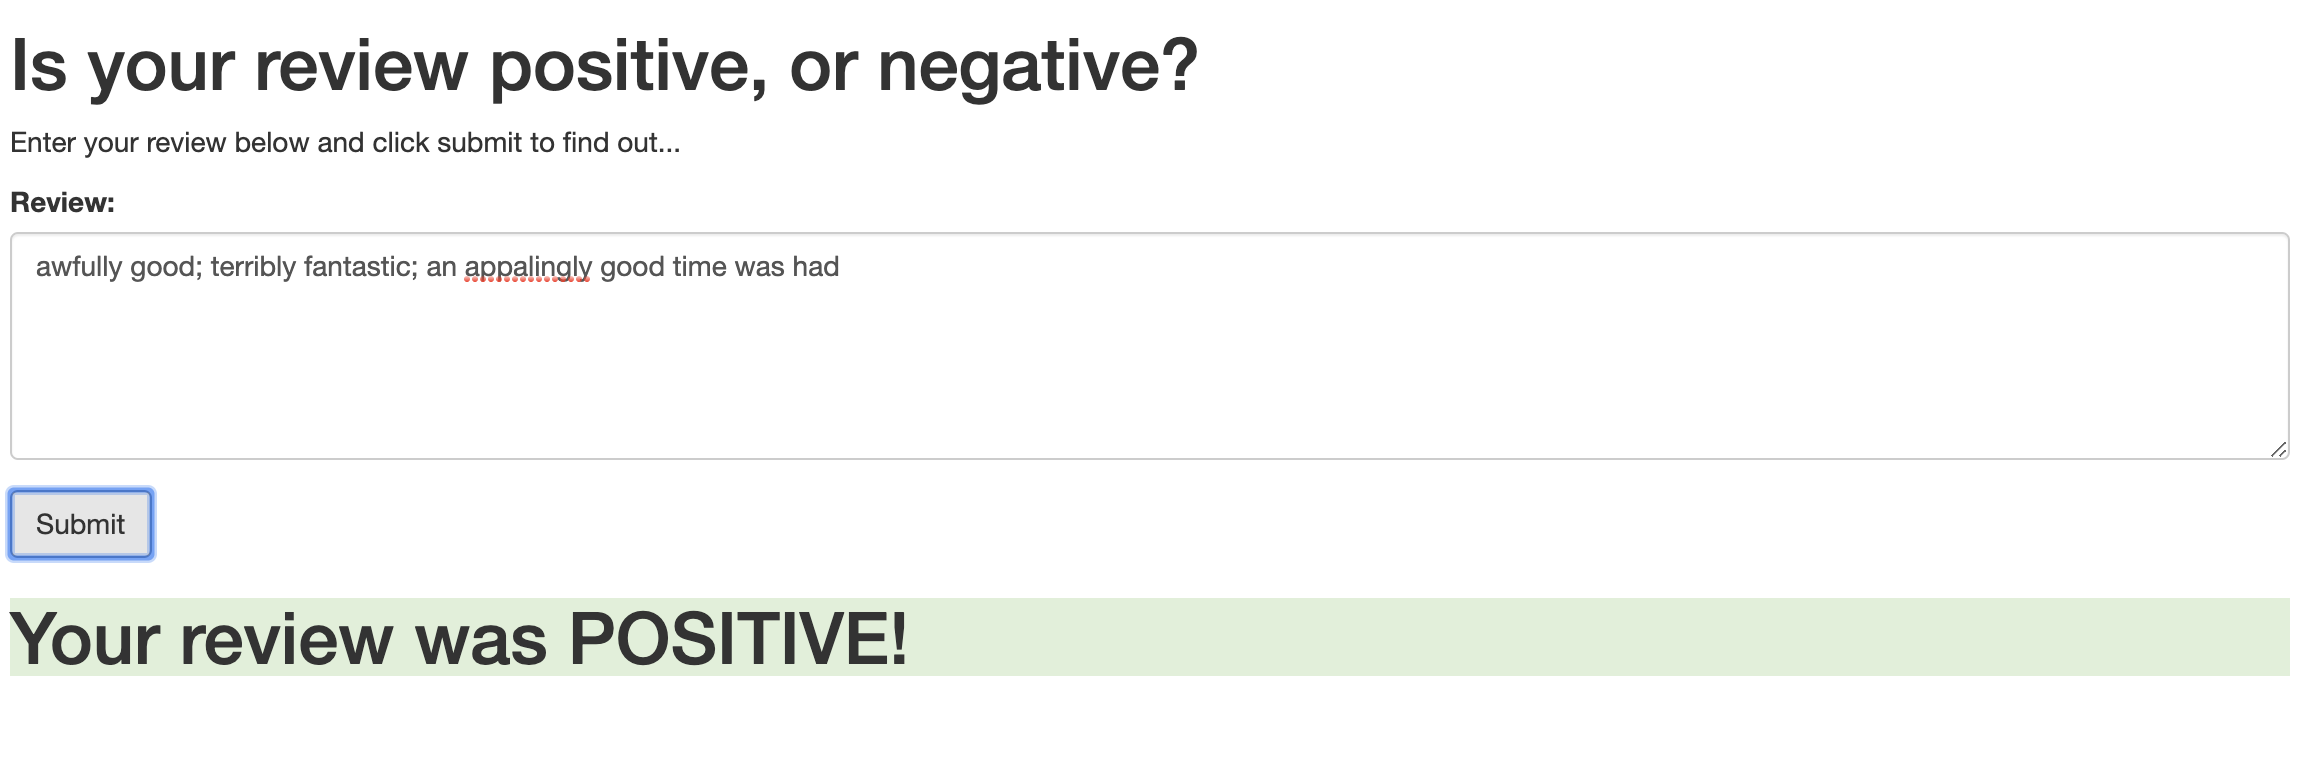 Is your review positive, or negative?
Enter your review below and click submit to find out...
Review:
awfully good; terribly fantastic; an appalingly good time was had
Submit
Your review was POSITIVE!